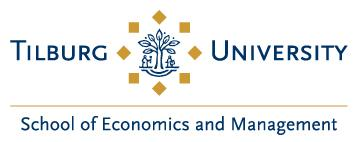 TILBURG UNIVERSITY
School of Economics and Management